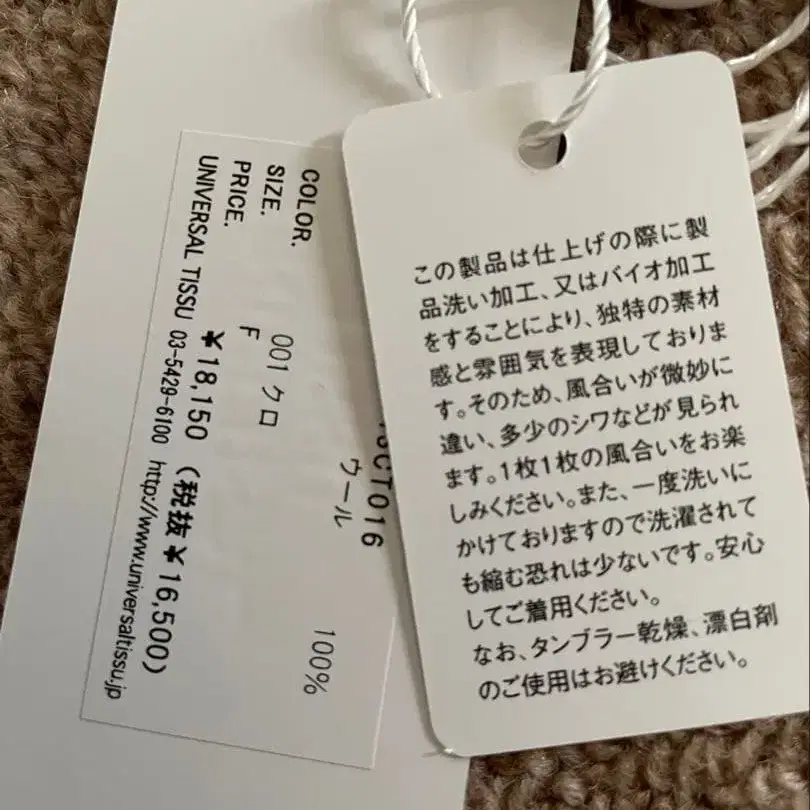 CT016
ウール 100%
COLOR. 001 クロ
SIZE. F
PRICE. ¥18,150 (税抜¥16,500)
UNIVERSAL TISSU 03-5429-6100 http://www.universaltissu.jp
この製品は仕上げの際に製
品洗い加工、又はバイオ加工
をすることにより、独特の素材
感と雰囲気を表現しておりま
す。そのため、風合いが微妙に
違い、多少のシワなどが見られ
ます。1枚1枚の風合いをお楽
しみください。また、一度洗いに
かけておりますので洗濯されて
も縮む恐れは少ないです。安心
してご着用ください。
なお、タンブラー乾燥、漂白剤
のご使用はお避けください。